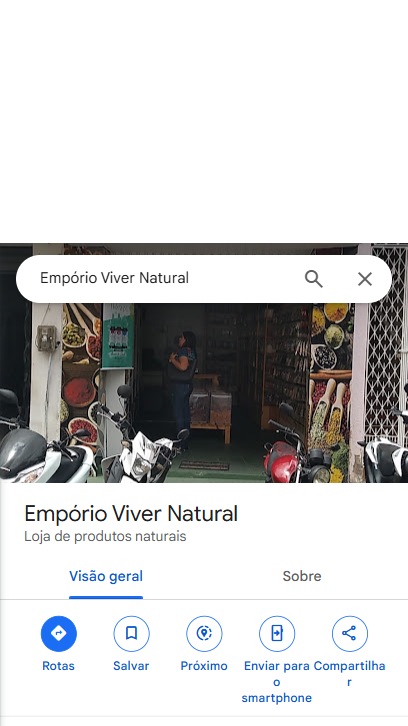 Empório Viver Natural
Empório Viver Natural
Loja de produtos naturais
Visão geral
Sobre
Rotas
Salvar
Próximo
Enviar para
o
smartphone
Compartilha
r